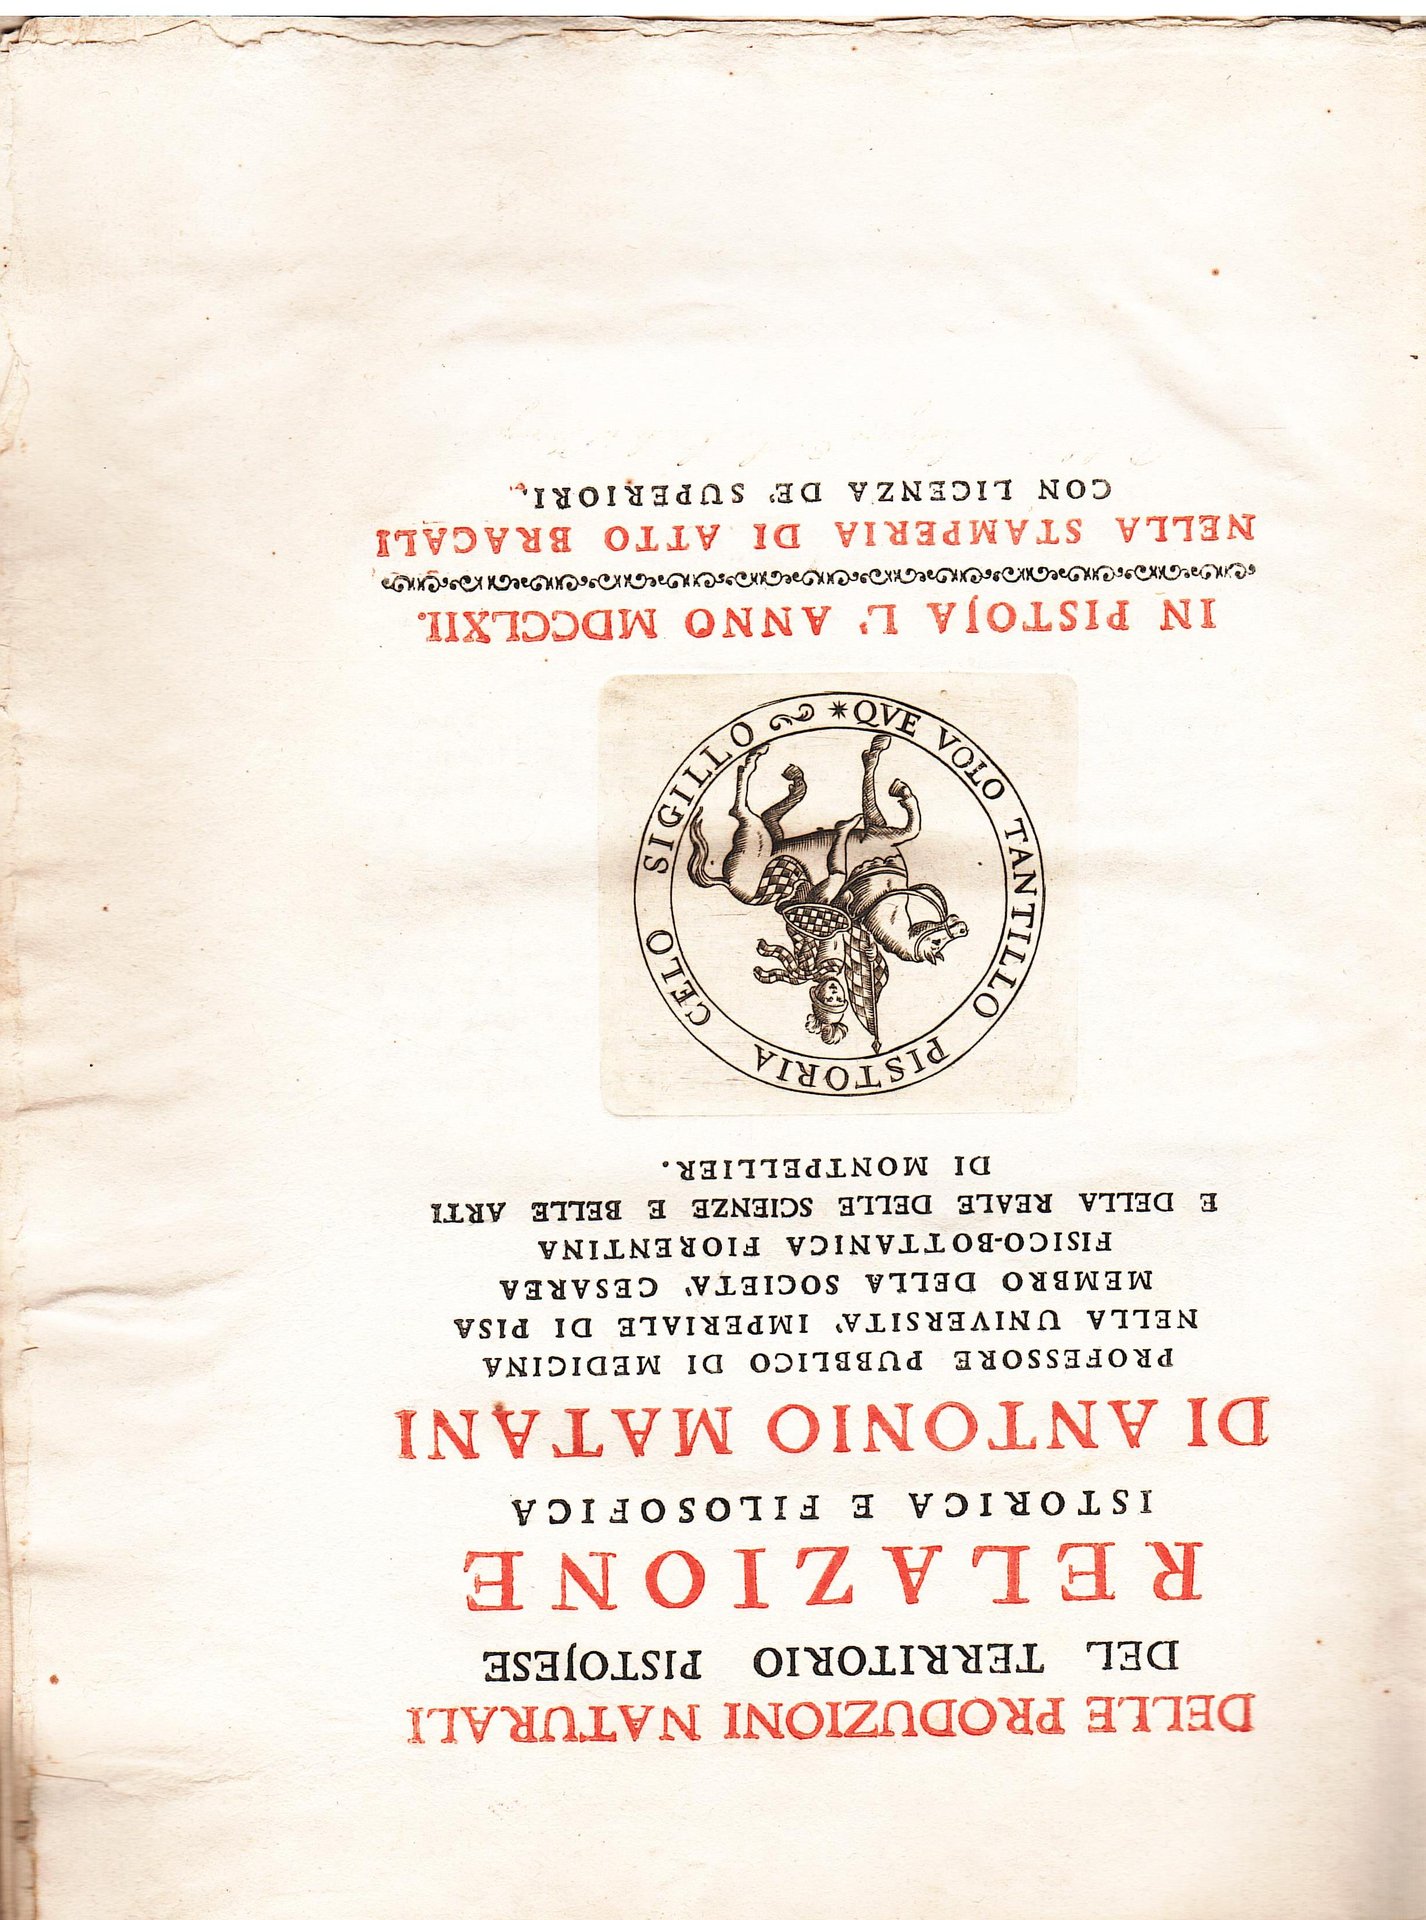 DELLE PRODUZIONI NATURALI
DEL TERRITORIO PISTOJESE
RELAZIONE
ISTORICA E FILOSOFICA
DI ANTONIO MATANI
PROFESSORE PUBBLICO DI MEDICINA
NELLA UNIVERSITA' IMPERIALE DI PISA
MEMBRO DELLA SOCIETA' CESAREA
FISICO-BOTTANICA FIORENTINA
E DELLA REALE DELLE SCIENZE E BELLE ARTI
DI MONTPELLIER.
*QVE VOLO TANTILLO PISTORIA CELO SIGILLO
IN PISTOJA L' ANNO MDCCLXII.
NELLA STAMPERIA DI ATTO BRACALI
CON LICENZA DE' SUPERIORI.